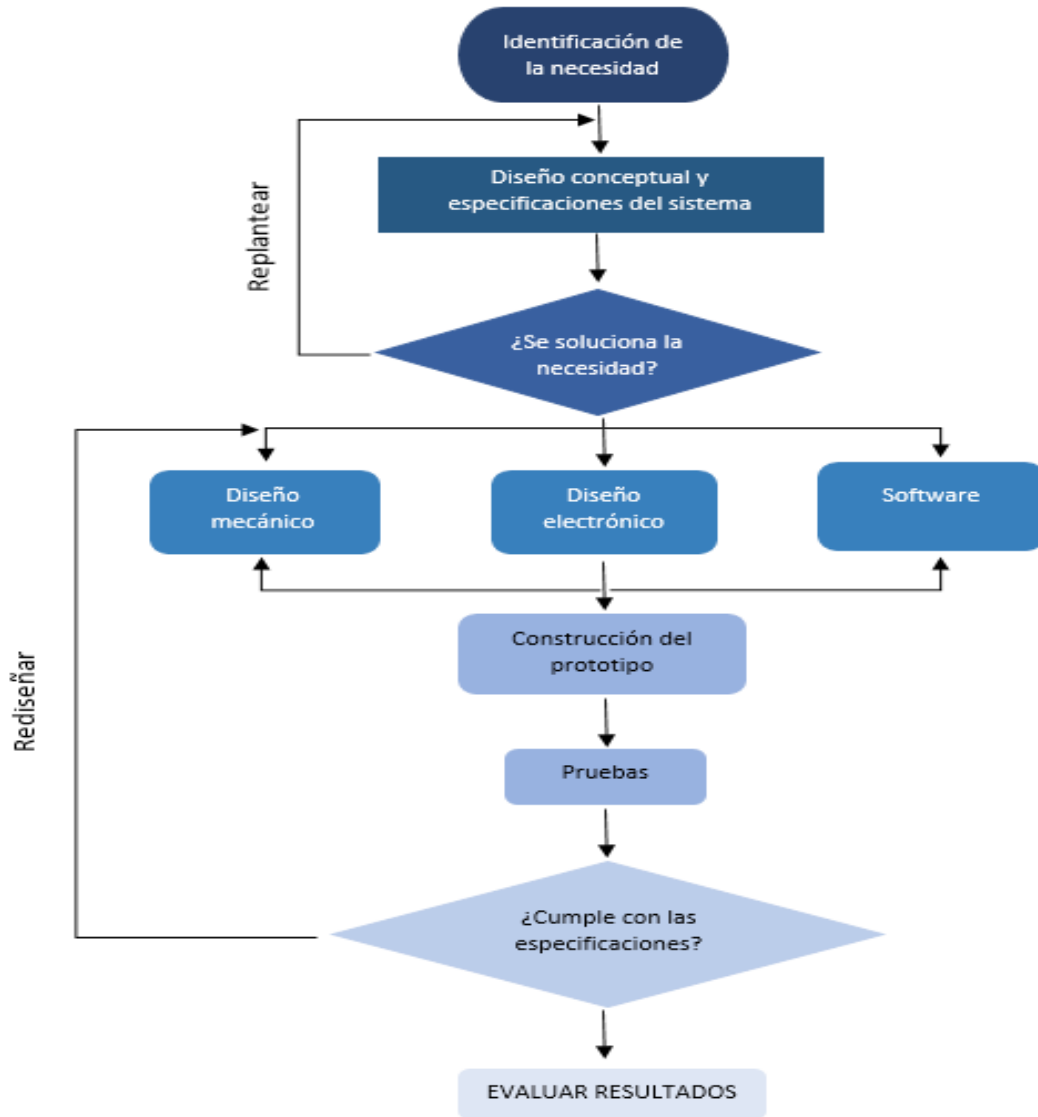 Identificación de
la necesidad
Replantear
Diseño conceptual y
especificaciones del sistema
¿Se soluciona la
necesidad?
Diseño
mecánico
Diseño
electrónico
Software
Rediseñar
Construcción del
prototipo
Pruebas
¿Cumple con las
especificaciones?
EVALUAR RESULTADOS